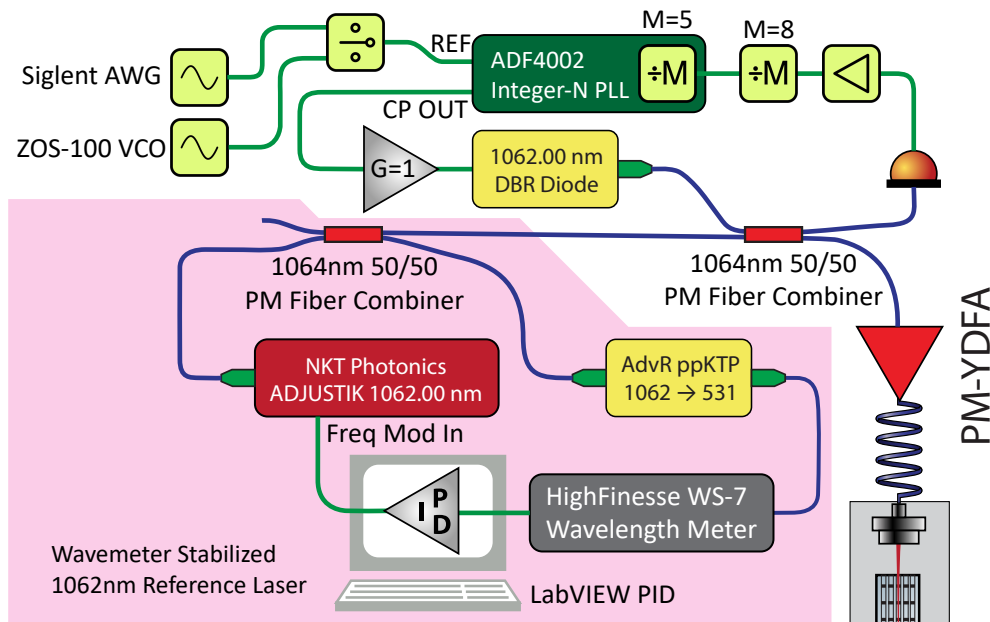 M=5
M=8
Siglent AWG
REF
ADF4002
Integer-N PLL
÷M
÷M
CP OUT
ZOS-100 VCO
G=1
1062.00 nm
DBR Diode
1064nm 50/50
PM Fiber Combiner
1064nm 50/50
PM Fiber Combiner
PM-YDFA
NKT Photonics
ADJUSTIK 1062.00 nm
AdvR ppKTP
1062 → 531
Freq Mod In
P
I
D
HighFinesse WS-7
Wavelength Meter
Wavemeter Stabilized
1062nm Reference Laser
LabVIEW PID